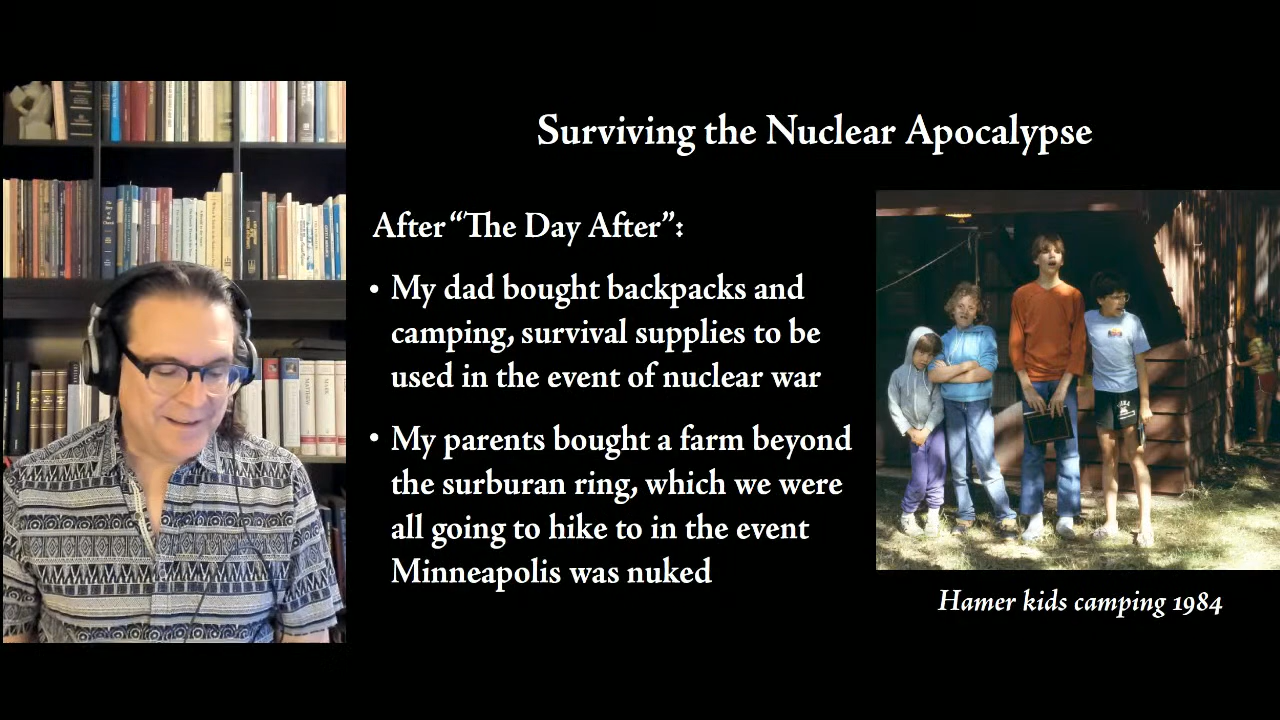 Surviving the Nuclear Apocalypse
After “The Day After”:
• My dad bought backpacks and
camping, survival supplies to be
used in the event of nuclear war
• My parents bought a farm beyond
the surburan ring, which we were
all going to hike to in the event
Minneapolis was nuked
Hamer kids camping 1984